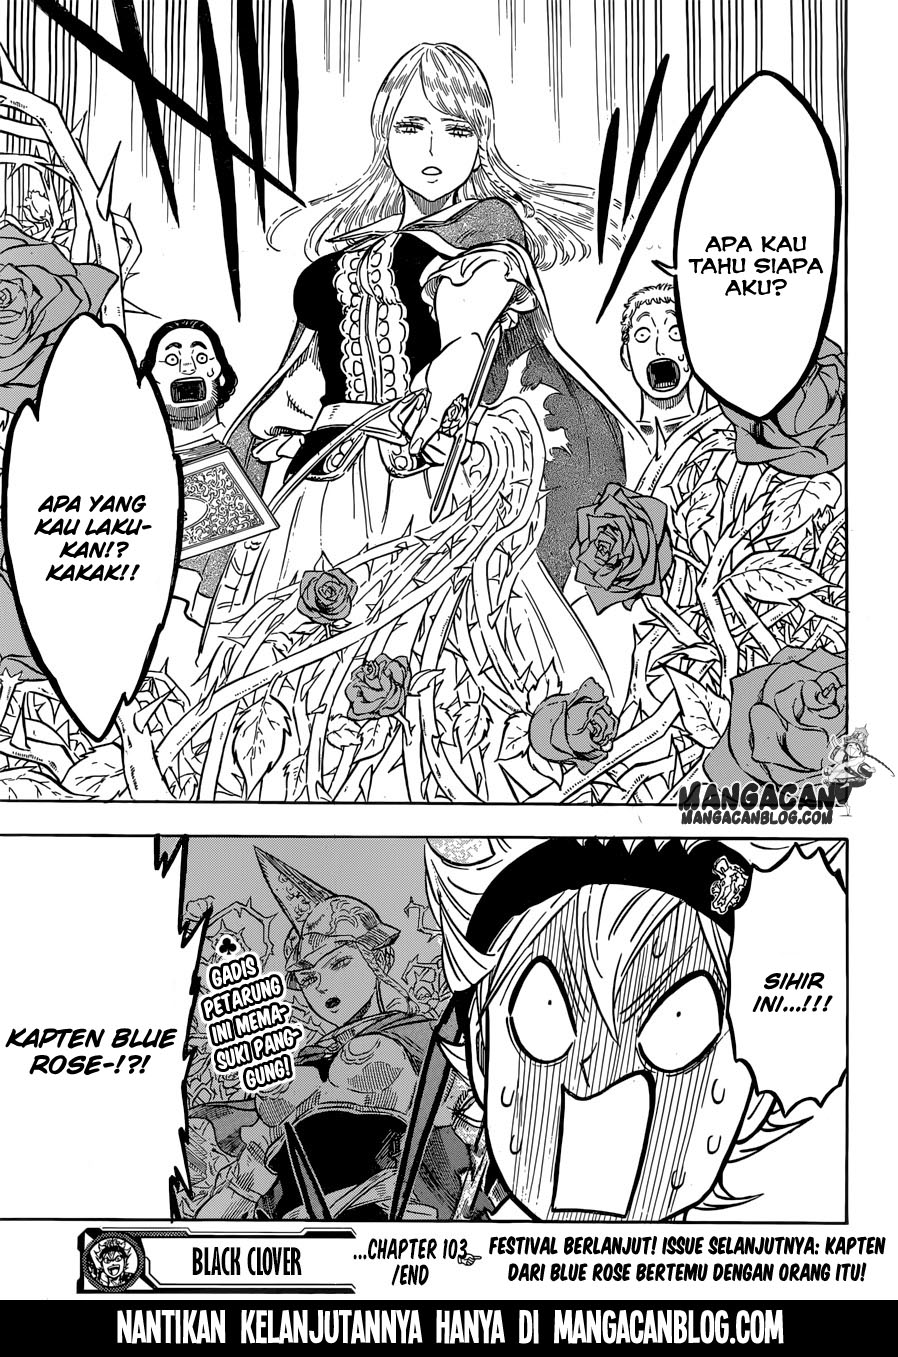 APA KAU
TAHU SIAPA
AKU?
APA YANG
KAU LAKU-
KAN!?
KAKAK!!
MANGACAN
MANGACANBLOG.COM
SIHIR
INI...!!!
GADIS
PETARUNG
INI MEMA-
SUKI PANG-
GUNG!
KAPTEN BLUE
ROSE-!?!
BLACK CLOVER
...CHAPTER 103
/END
FESTIVAL BERLANJUT! ISSUE SELANJUTNYA: KAPTEN
DARI BLUE ROSE BERTEMU DENGAN ORANG ITU!
NANTIKAN KELANJUTANNYA HANYA DI MANGACANBLOG.COM